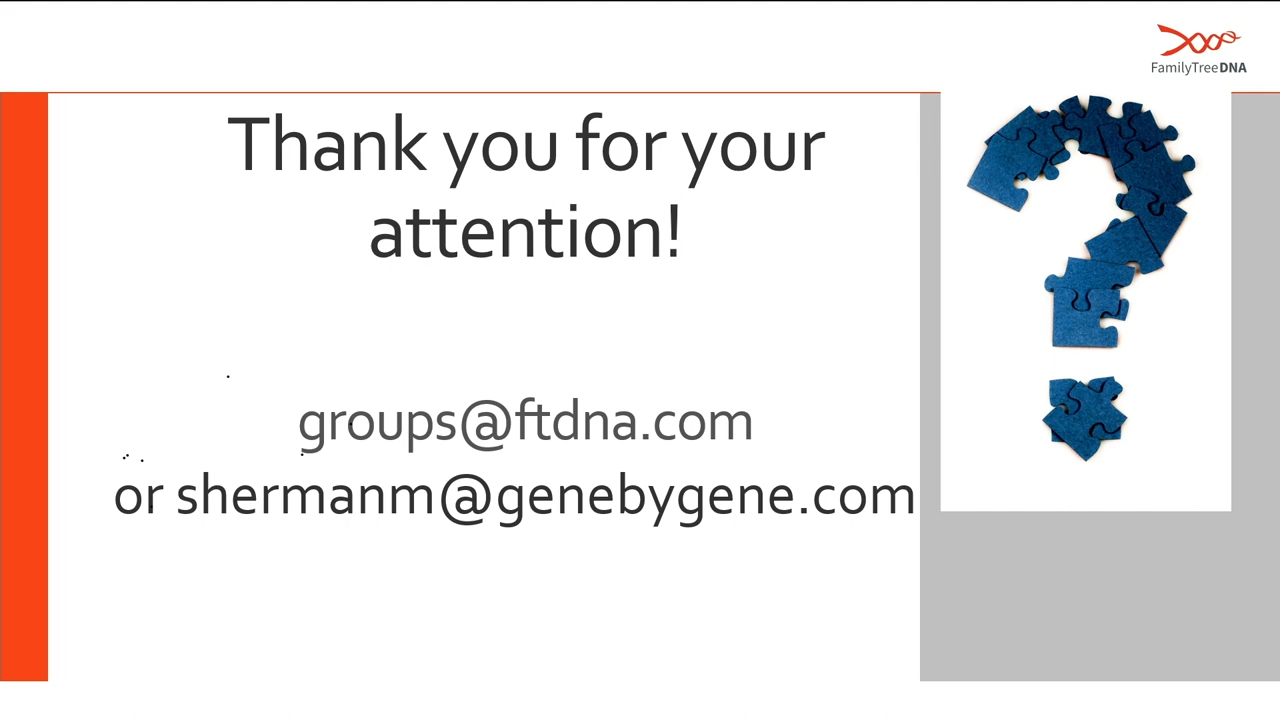 FamilyTreeDNA
Thank you for your
attention!
groups@ftdna.com
or shermanm@genebygene.com